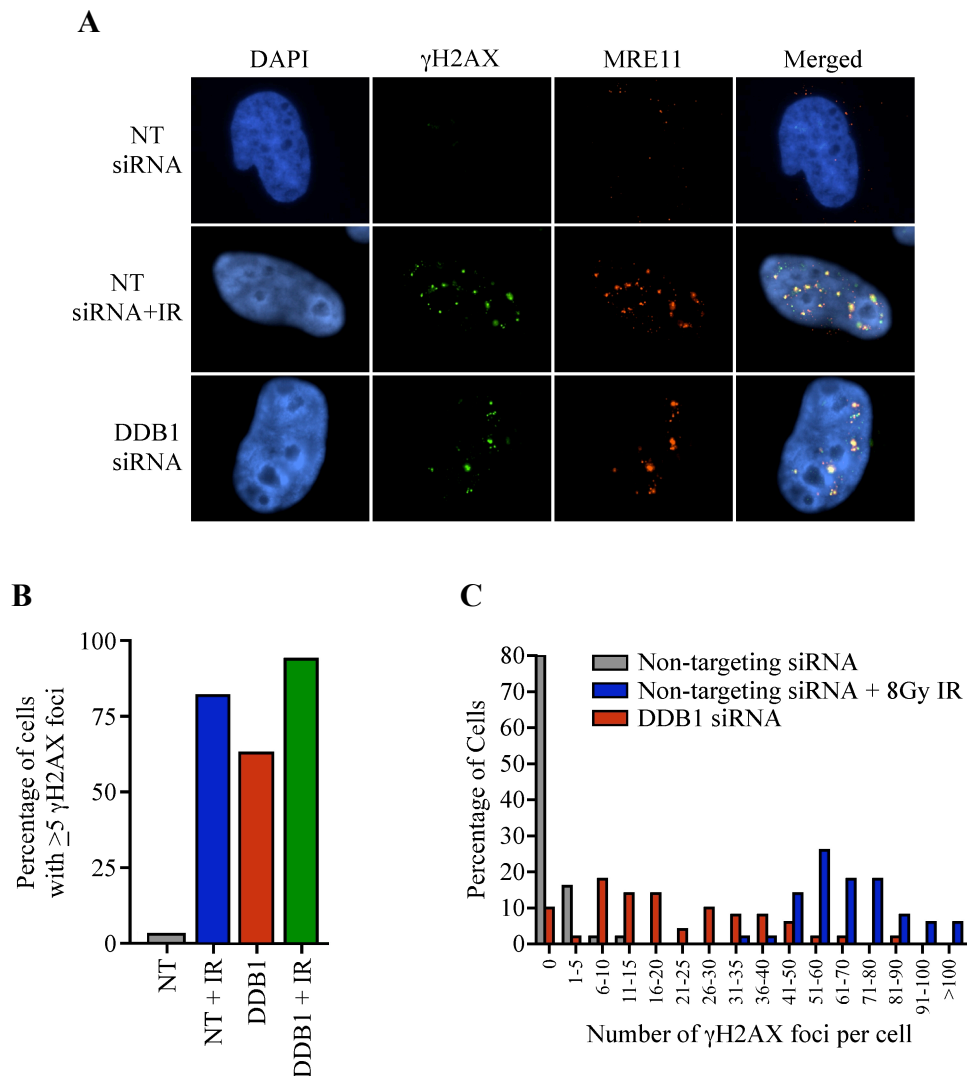 A
DAPI γH2AX MRE11 Merged
NT
siRNA
NT
siRNA+IR
DDB1
siRNA
B
Percentage of cells
with ≥5 γH2AX foci
100
75
50
25
0
NT
NT + IR
DDB1
DDB1 + IR
C
Percentage of Cells
80
70
60
50
40
30
20
10
0
Non-targeting siRNA
Non-targeting siRNA + 8Gy IR
DDB1 siRNA
0
1-5
6-10
11-15
16-20
21-25
26-30
31-35
36-40
41-50
51-60
61-70
71-80
81-90
91-100
>100
Number of γH2AX foci per cell